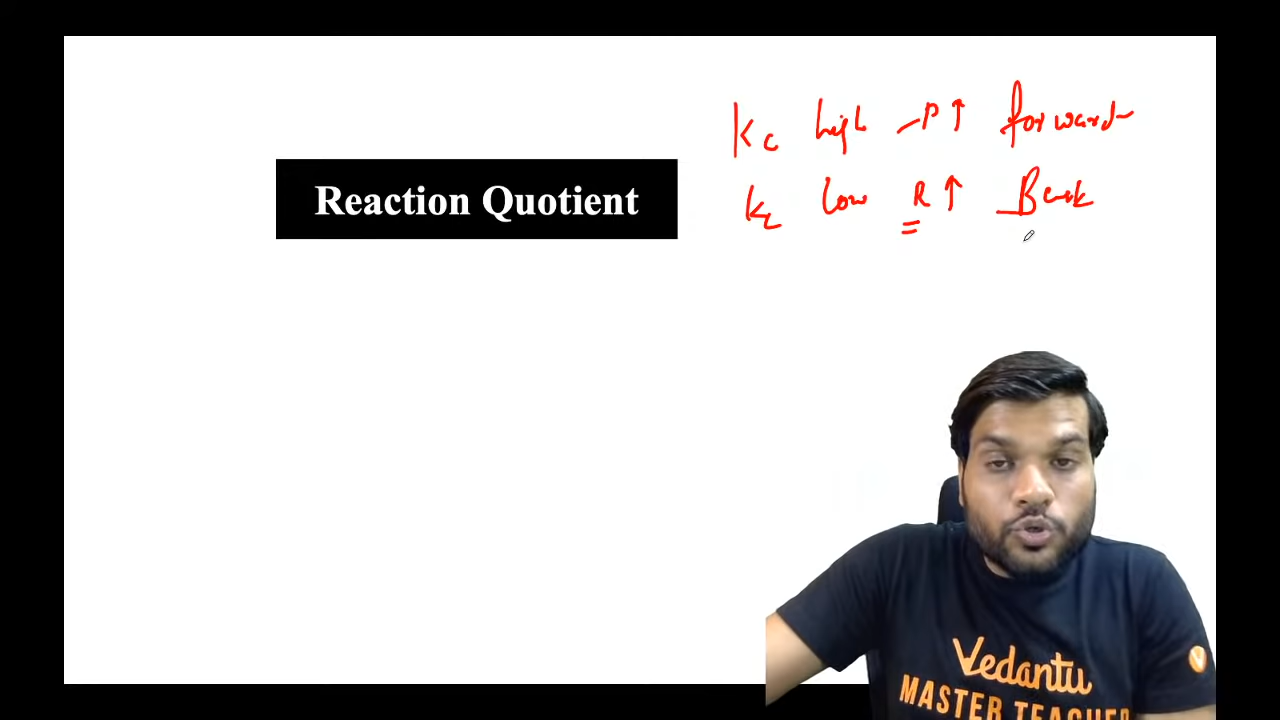 Kc high → P ↑ forward
Reaction Quotient
Kc low R ↑ Back
Vedantu
MASTER TEACHER